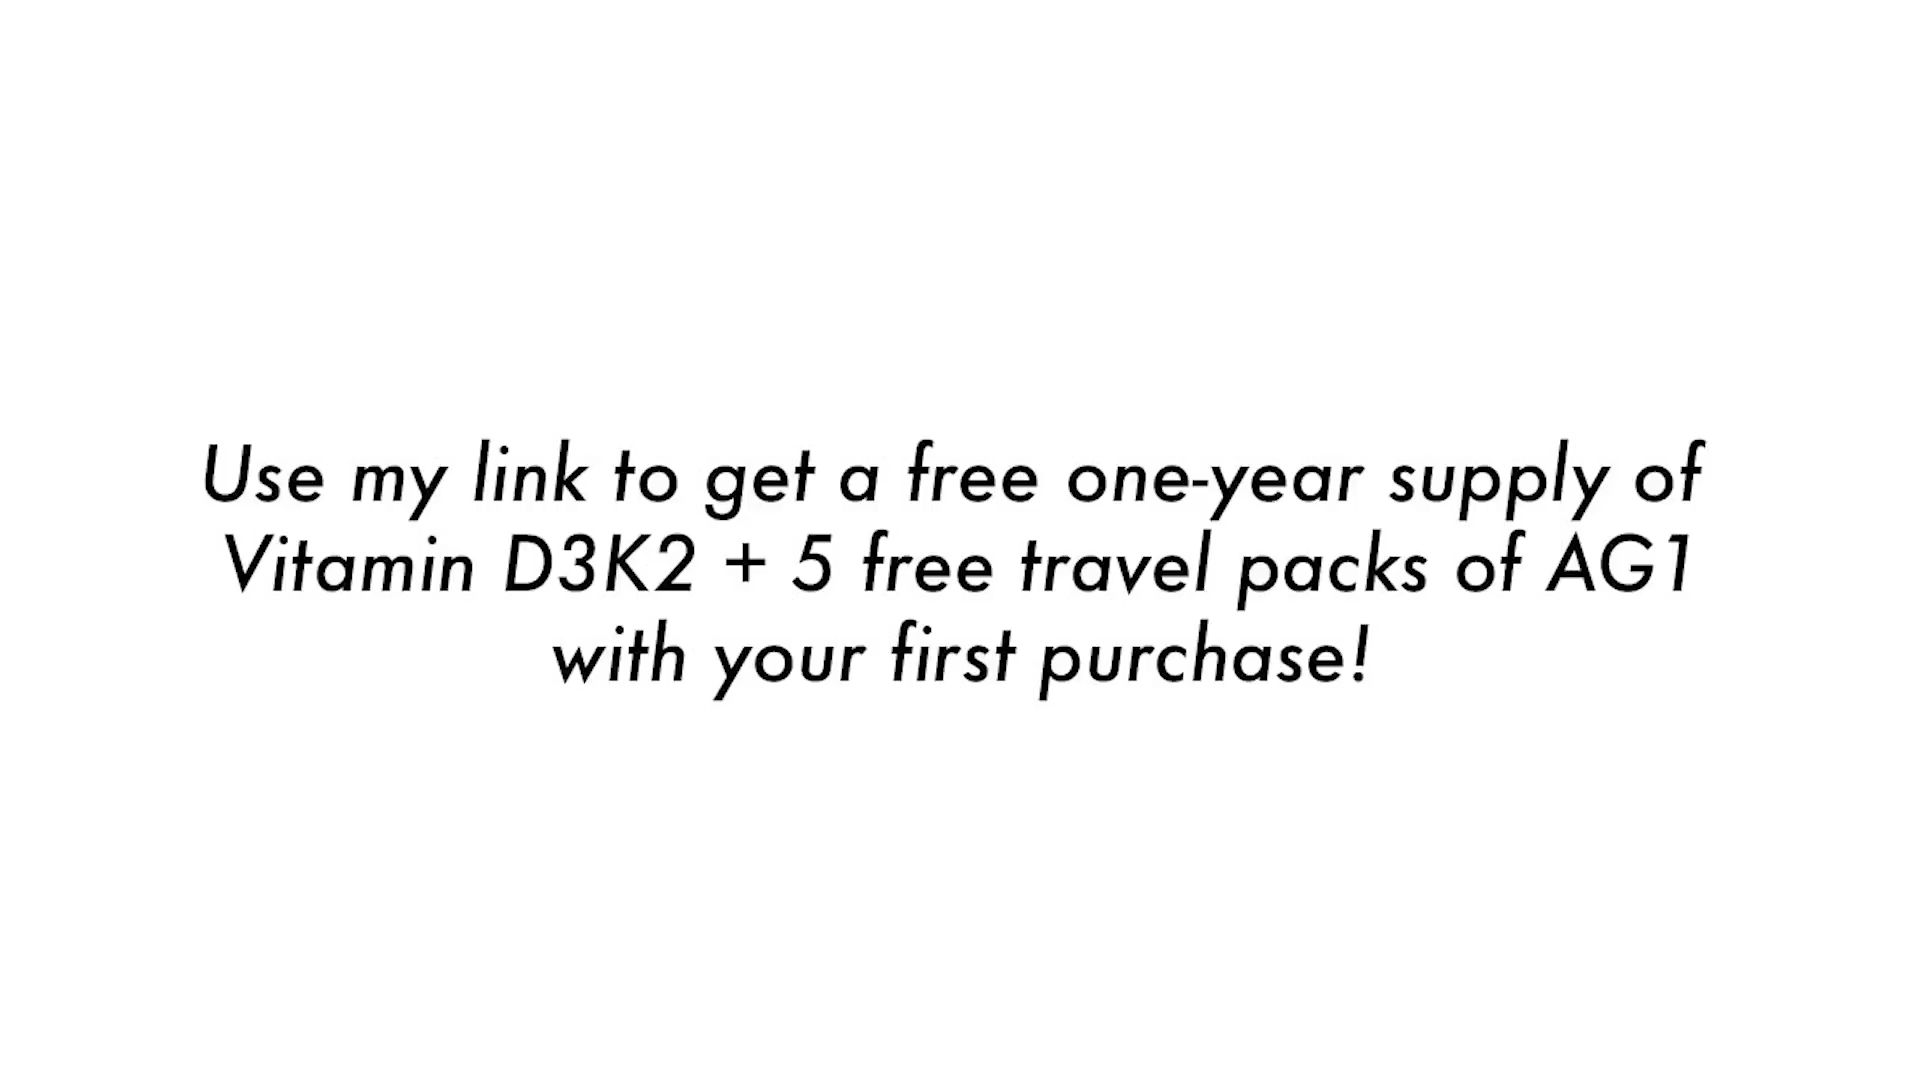 Use my link to get a free one-year supply of
Vitamin D3K2 + 5 free travel packs of AG1
with your first purchase!